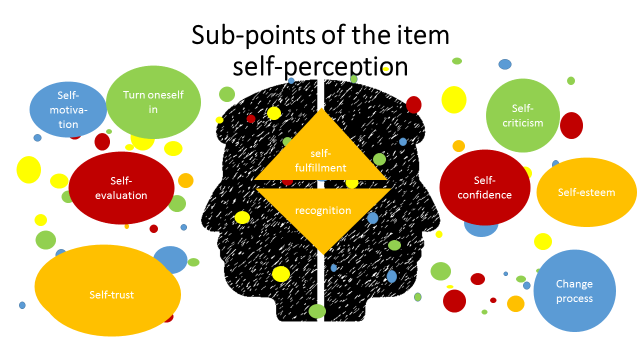 Sub-points of the item
self-perception
Self-
motiva-
tion
Turn oneself
in
Self-
evaluation
Self-trust
self-
fulfillment
recognition
Self-
criticism
Self-
confidence
Self-esteem
Change
process